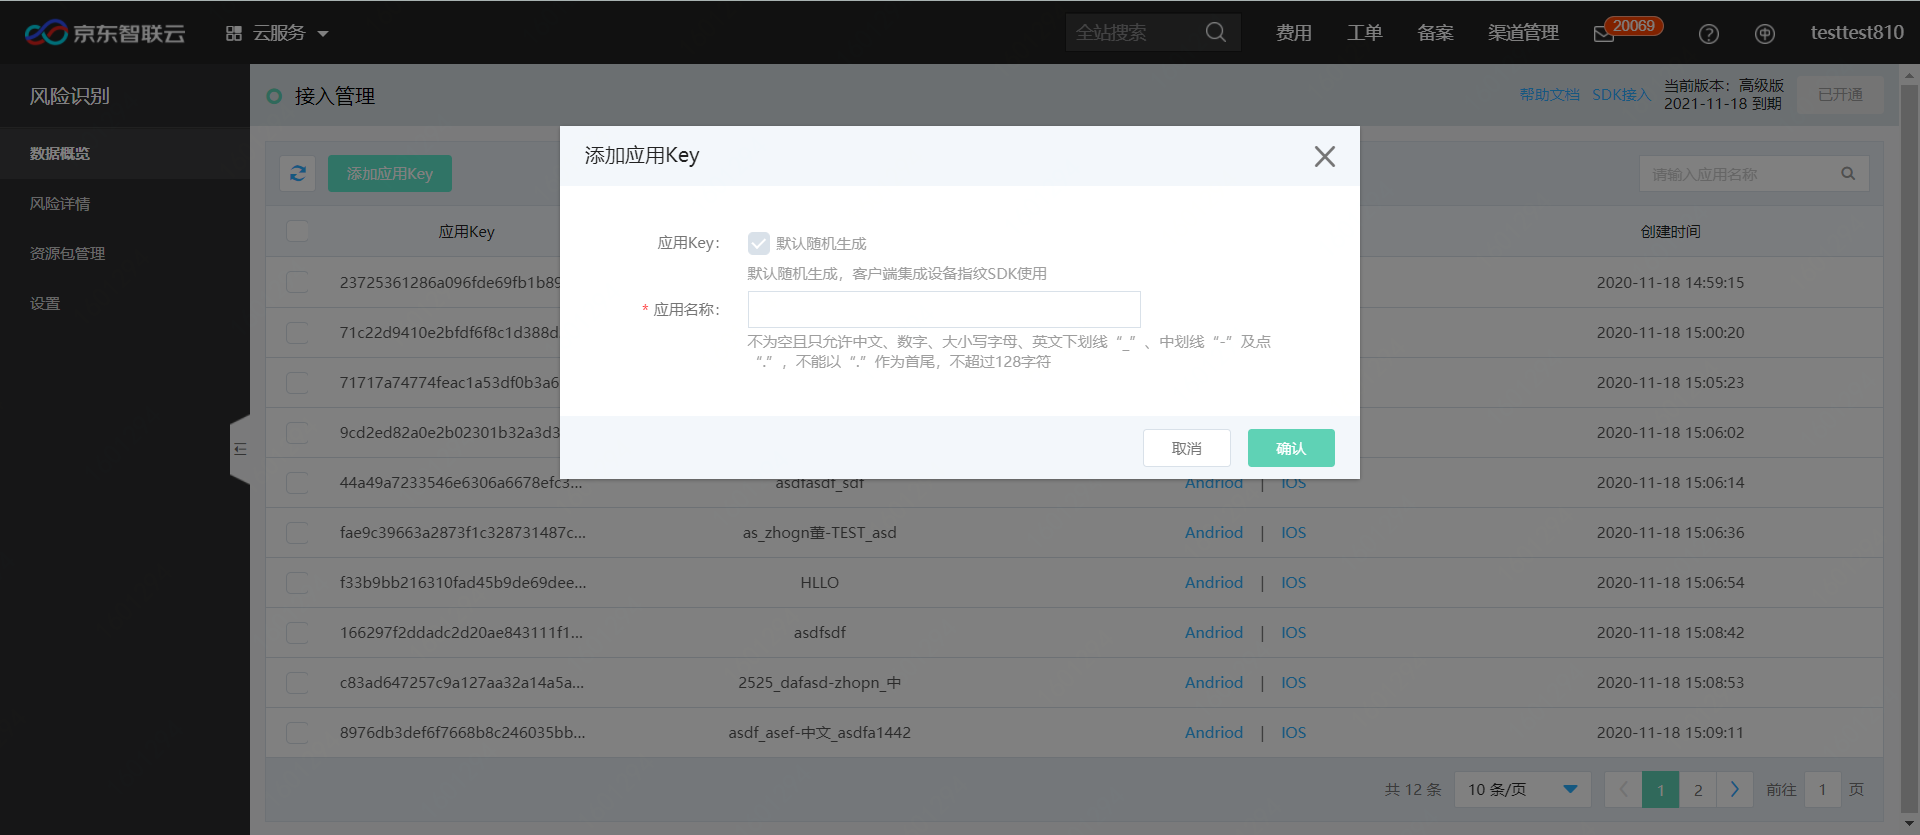 京东智联云
云服务
全站搜索
费用
工单
备案
渠道管理
20069
testtest810
风险识别
数据概览
风险详情
资源包管理
设置
接入管理
帮助文档 SDK接入
当前版本：高级版
2021-11-18 到期
已开通
添加应用Key
请输入应用名称
添加应用Key
应用Key：
默认随机生成
默认随机生成，客户端集成设备指纹SDK使用
* 应用名称：
不为空且只允许中文、数字、大小写字母、英文下划线“_”、中划线“-”及点
“.”，不能以“.”作为首尾，不超过128字符
取消
确认
应用Key 创建时间
23725361286a096fde69fb1b89 2020-11-18 14:59:15
71c22d9410e2bfdf6f8c1d388d 2020-11-18 15:00:20
71717a74774feac1a53df0b3a6 2020-11-18 15:05:23
9cd2ed82a0e2b02301b32a3d3 2020-11-18 15:06:02
44a49a7233546e6306a6678efc3... asdfasdf_sdf Andriod | IOS 2020-11-18 15:06:14
fae9c39663a2873f1c328731487c... as_zhogn董-TEST_asd Andriod | IOS 2020-11-18 15:06:36
f33b9bb216310fad45b9de69dee... HLLO Andriod | IOS 2020-11-18 15:06:54
166297f2ddadc2d20ae843111f1... asdfsdf Andriod | IOS 2020-11-18 15:08:42
c83ad647257c9a127aa32a14a5a... 2525_dafasd-zhopn_中 Andriod | IOS 2020-11-18 15:08:53
8976db3def6f7668b8c246035bb... asdf_asef-中文_asdfa1442 Andriod | IOS 2020-11-18 15:09:11
共 12 条 10 条/页 1 2 前往 1 页